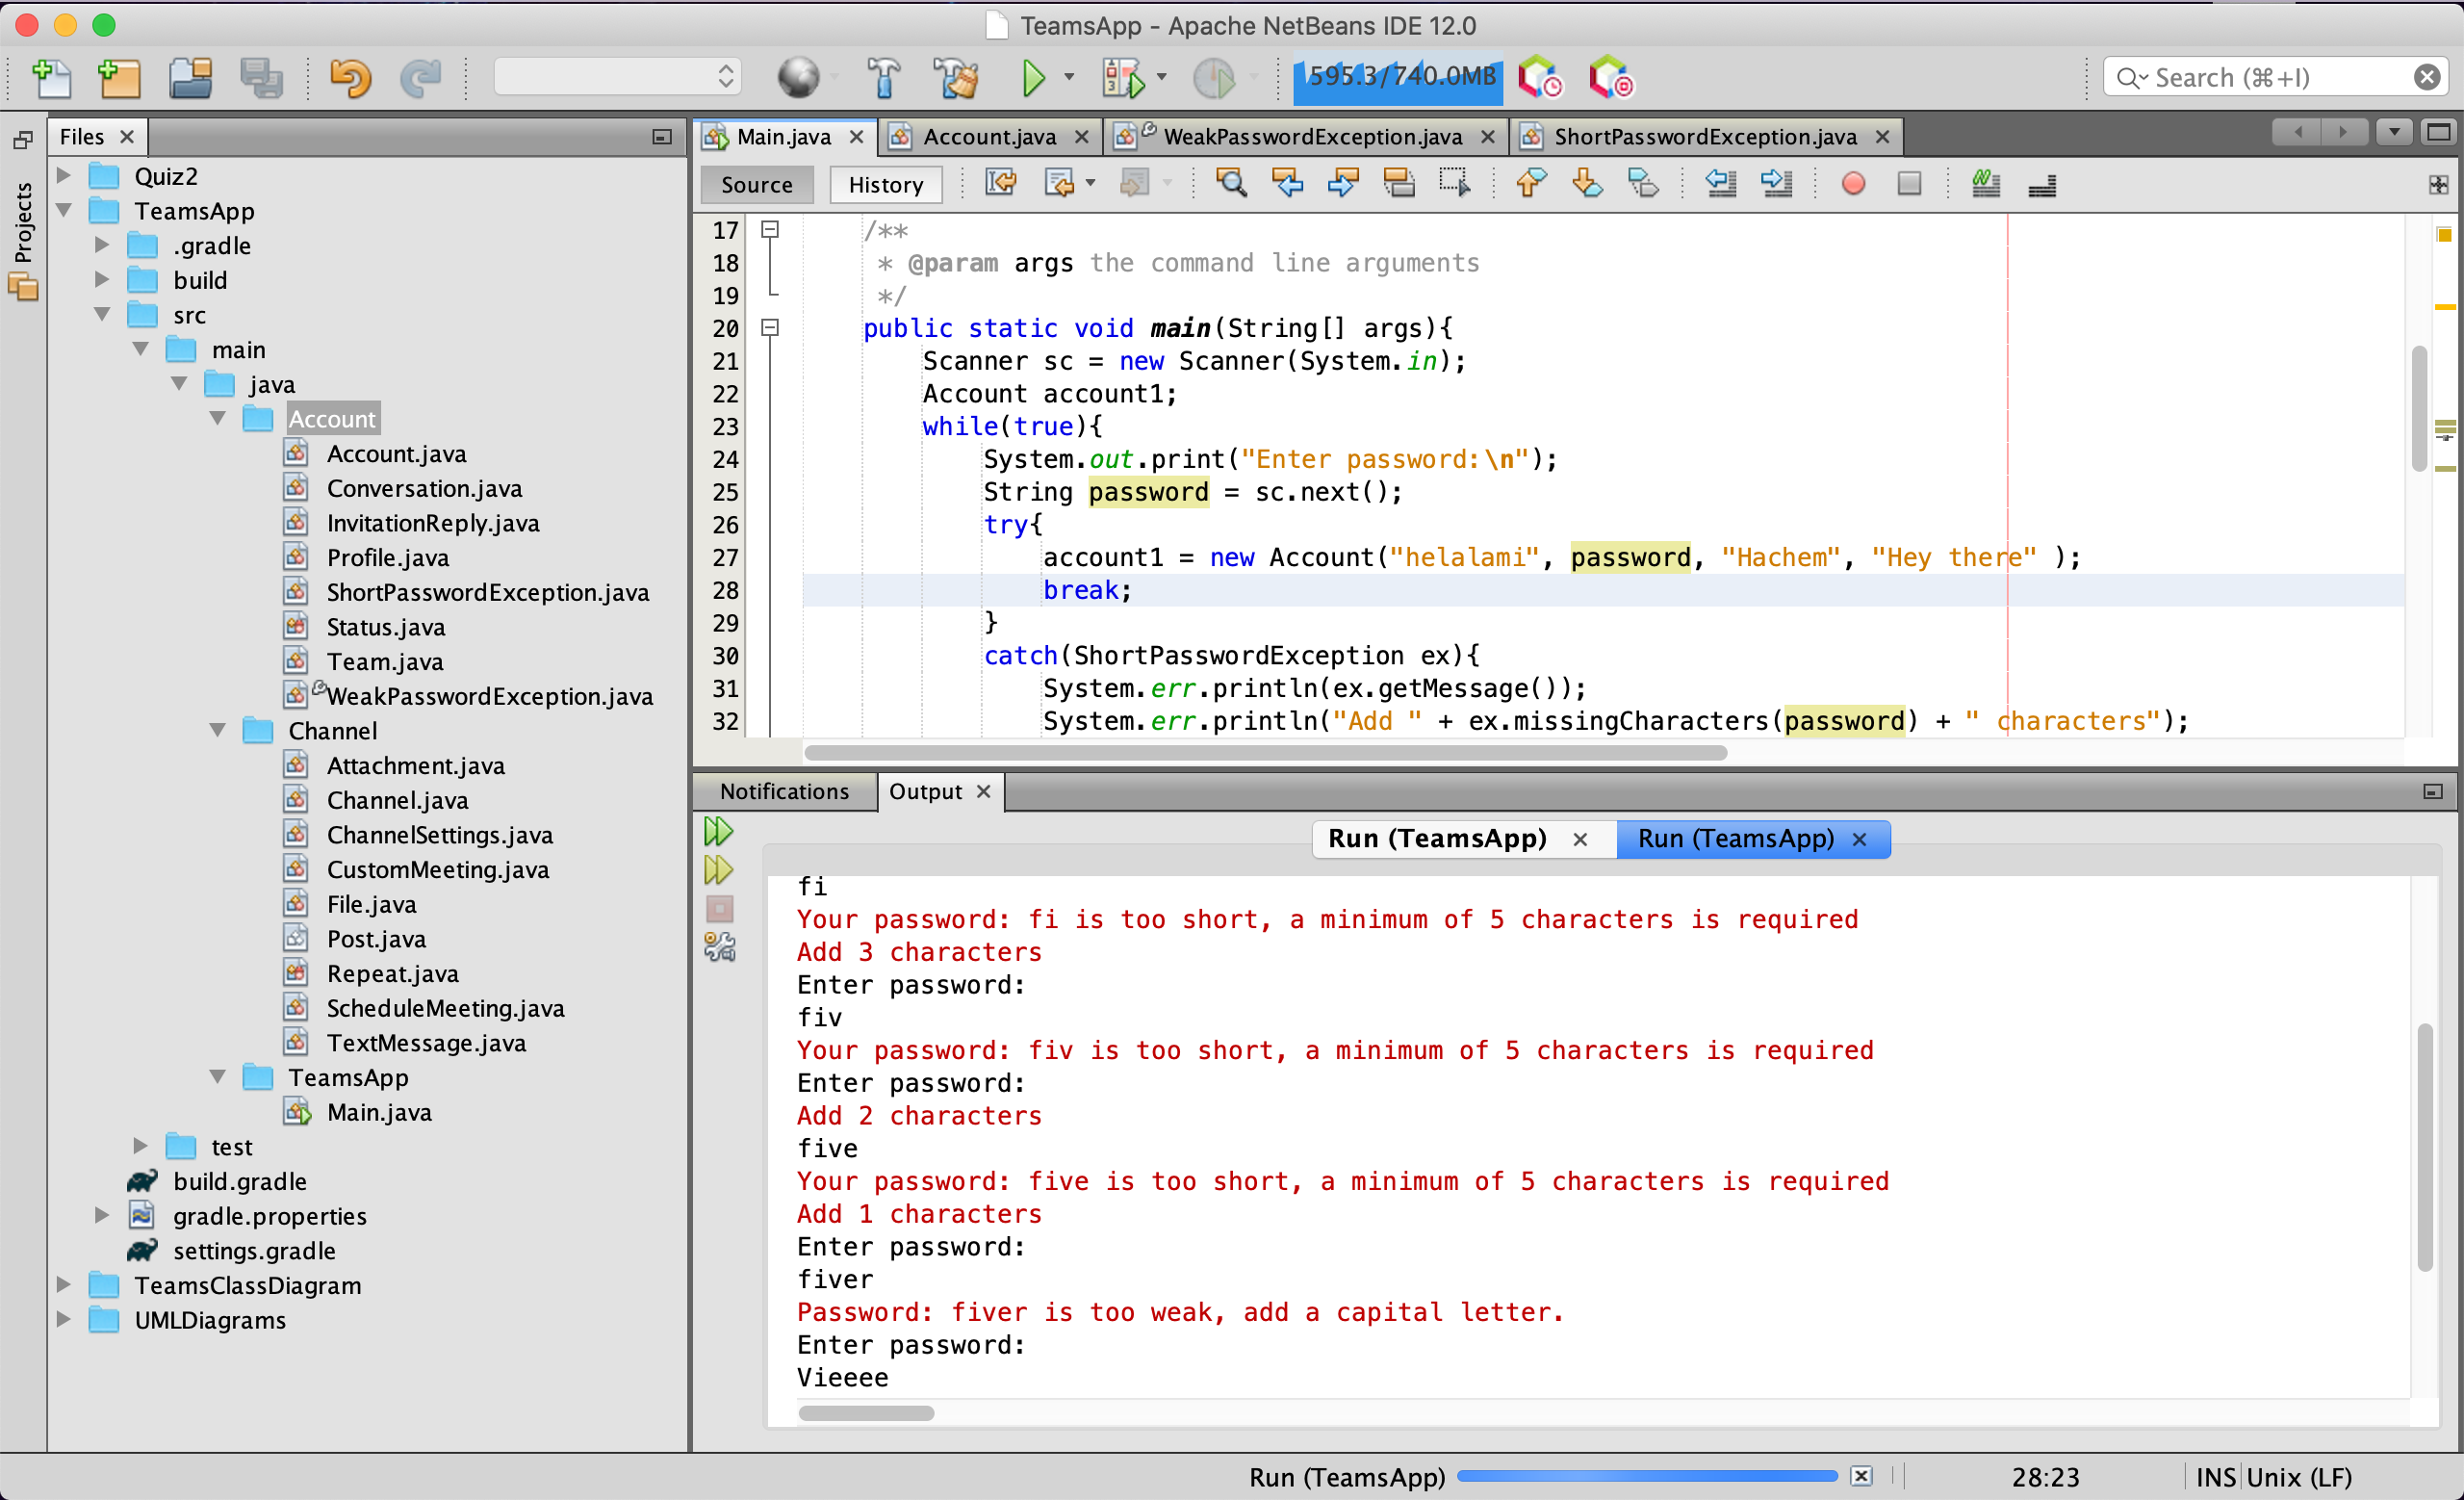 TeamsApp - Apache NetBeans IDE 12.0
595.3/740.0MB
Search (⌘+I)
Projects
Files
Quiz2
TeamsApp
.gradle
build
src
main
java
Account
Account.java
Conversation.java
InvitationReply.java
Profile.java
ShortPasswordException.java
Status.java
Team.java
WeakPasswordException.java
Channel
Attachment.java
Channel.java
ChannelSettings.java
CustomMeeting.java
File.java
Post.java
Repeat.java
ScheduleMeeting.java
TextMessage.java
TeamsApp
Main.java
test
build.gradle
gradle.properties
settings.gradle
TeamsClassDiagram
UMLDiagrams
Main.java Account.java WeakPasswordException.java ShortPasswordException.java
Source History
17 /**
18 * @param args the command line arguments
19 */
20 public static void main(String[] args){
21 Scanner sc = new Scanner(System.in);
22 Account account1;
23 while(true){
24 System.out.print("Enter password:\n");
25 String password = sc.next();
26 try{
27 account1 = new Account("helalami", password, "Hachem", "Hey there" );
28 break;
29 }
30 catch(ShortPasswordException ex){
31 System.err.println(ex.getMessage());
32 System.err.println("Add " + ex.missingCharacters(password) + " characters");
Notifications Output
Run (TeamsApp) Run (TeamsApp)
fi
Your password: fi is too short, a minimum of 5 characters is required
Add 3 characters
Enter password:
fiv
Your password: fiv is too short, a minimum of 5 characters is required
Enter password:
Add 2 characters
five
Your password: five is too short, a minimum of 5 characters is required
Add 1 characters
Enter password:
fiver
Password: fiver is too weak, add a capital letter.
Enter password:
Vieeee
Run (TeamsApp) 28:23 INS Unix (LF)